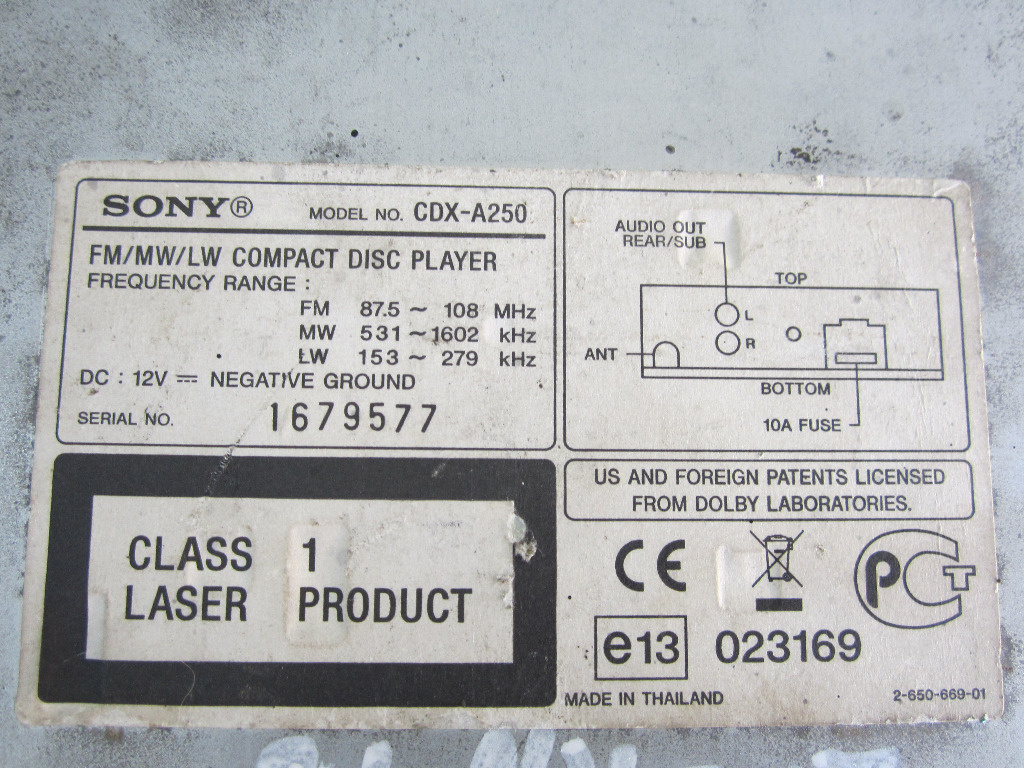 SONY® MODEL NO. CDX-A250
FM/MW/LW COMPACT DISC PLAYER
FREQUENCY RANGE :
FM 87.5 ~ 108 MHz
MW 531 ~ 1602 kHz
LW 153 ~ 279 kHz
DC : 12V ⎓ NEGATIVE GROUND
SERIAL NO. 1679577
AUDIO OUT
REAR/SUB
TOP
L
R
ANT
BOTTOM
10A FUSE
CLASS 1
LASER PRODUCT
US AND FOREIGN PATENTS LICENSED
FROM DOLBY LABORATORIES.
CE
PCT
e13 023169
MADE IN THAILAND 2-650-669-01